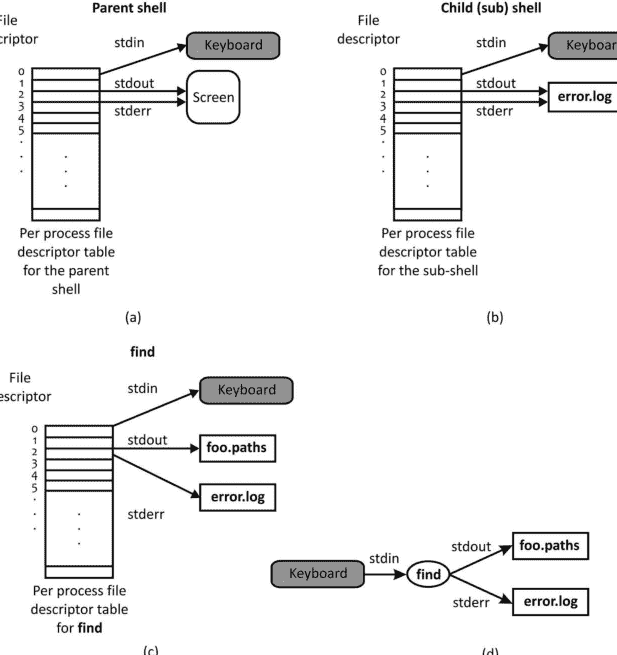 Parent shell
File
criptor
stdin
Keyboard
0
1
2
3
4
5
stdout
Screen
stderr
Per process file
descriptor table
for the parent
shell
(a)
Child (sub) shell
File
descriptor
stdin
Keyboa
0
1
2
3
4
5
stdout
error.log
stderr
Per process file
descriptor table
for the sub-shell
(b)
find
File
escriptor
stdin
Keyboard
0
1
2
3
4
5
stdout
foo.paths
error.log
stderr
Per process file
descriptor table
for find
(c)
Keyboard
stdin
find
stdout
foo.paths
stderr
error.log
(d)